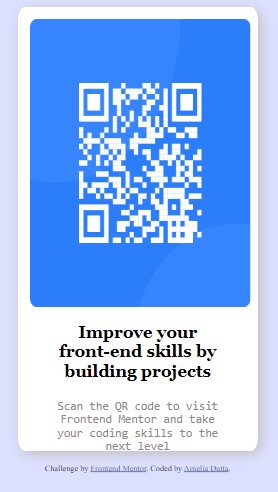 Improve your
front-end skills by
building projects
Scan the QR code to visit
Frontend Mentor and take
your coding skills to the
next level
Challenge by Frontend Mentor. Coded by Amelia Dutta.